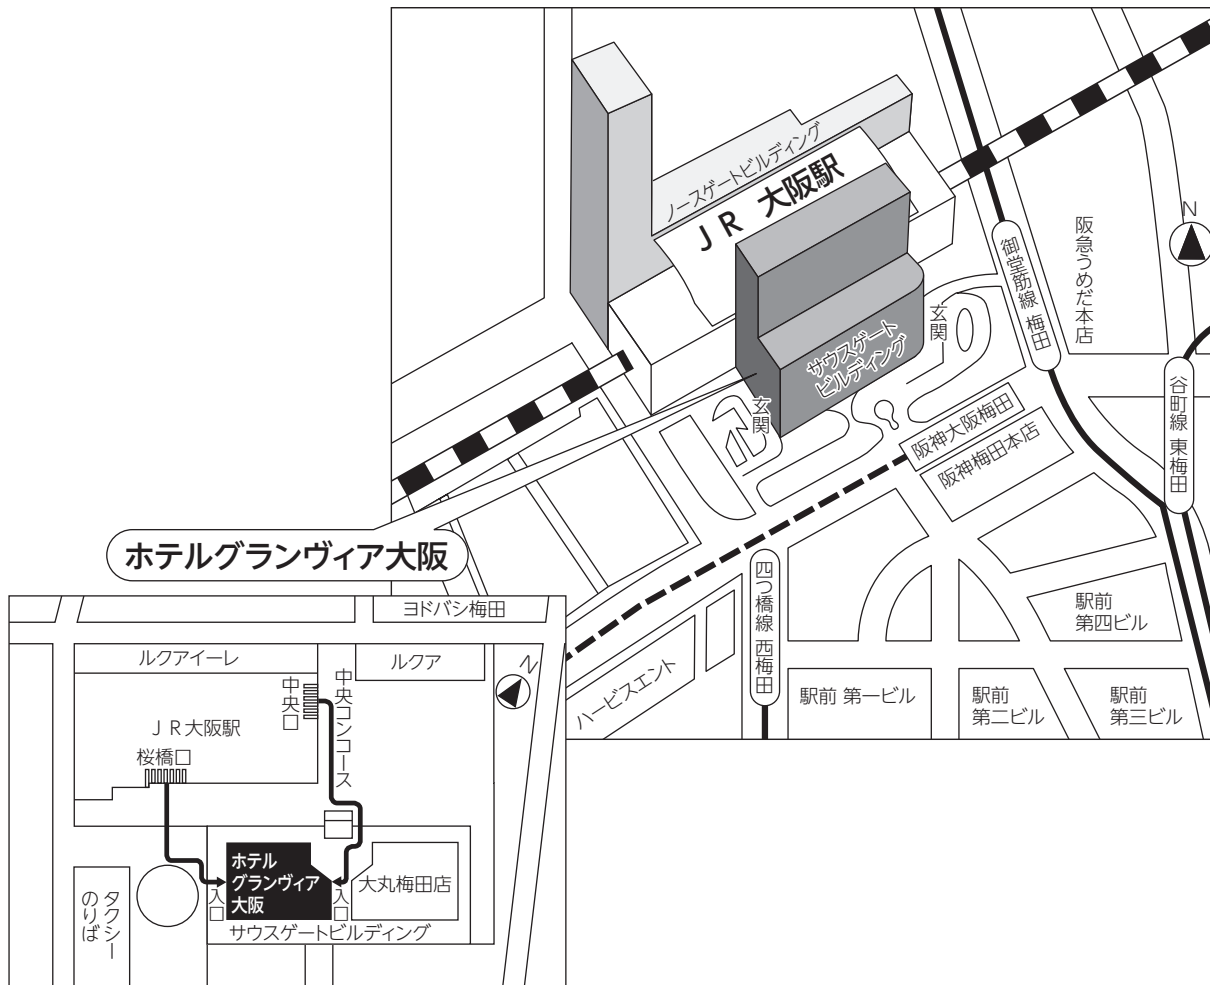 ノースゲートビルディング
ＪＲ 大阪駅
N
御堂筋線 梅田
阪急うめだ本店
玄関
サウスゲート
ビルディング
玄関
谷町線 東梅田
阪神大阪梅田
阪神梅田本店
ホテルグランヴィア大阪
四つ橋線 西梅田
駅前
第四ビル
ハービスエント
駅前 第一ビル
駅前
第二ビル
駅前
第三ビル
ヨドバシ梅田
ルクアイーレ
ルクア
N
中央口
中央コンコース
ＪＲ大阪駅
桜橋口
ホテル
グランヴィア
大阪
入口
入口
大丸梅田店
タクシー
のりば
サウスゲートビルディング